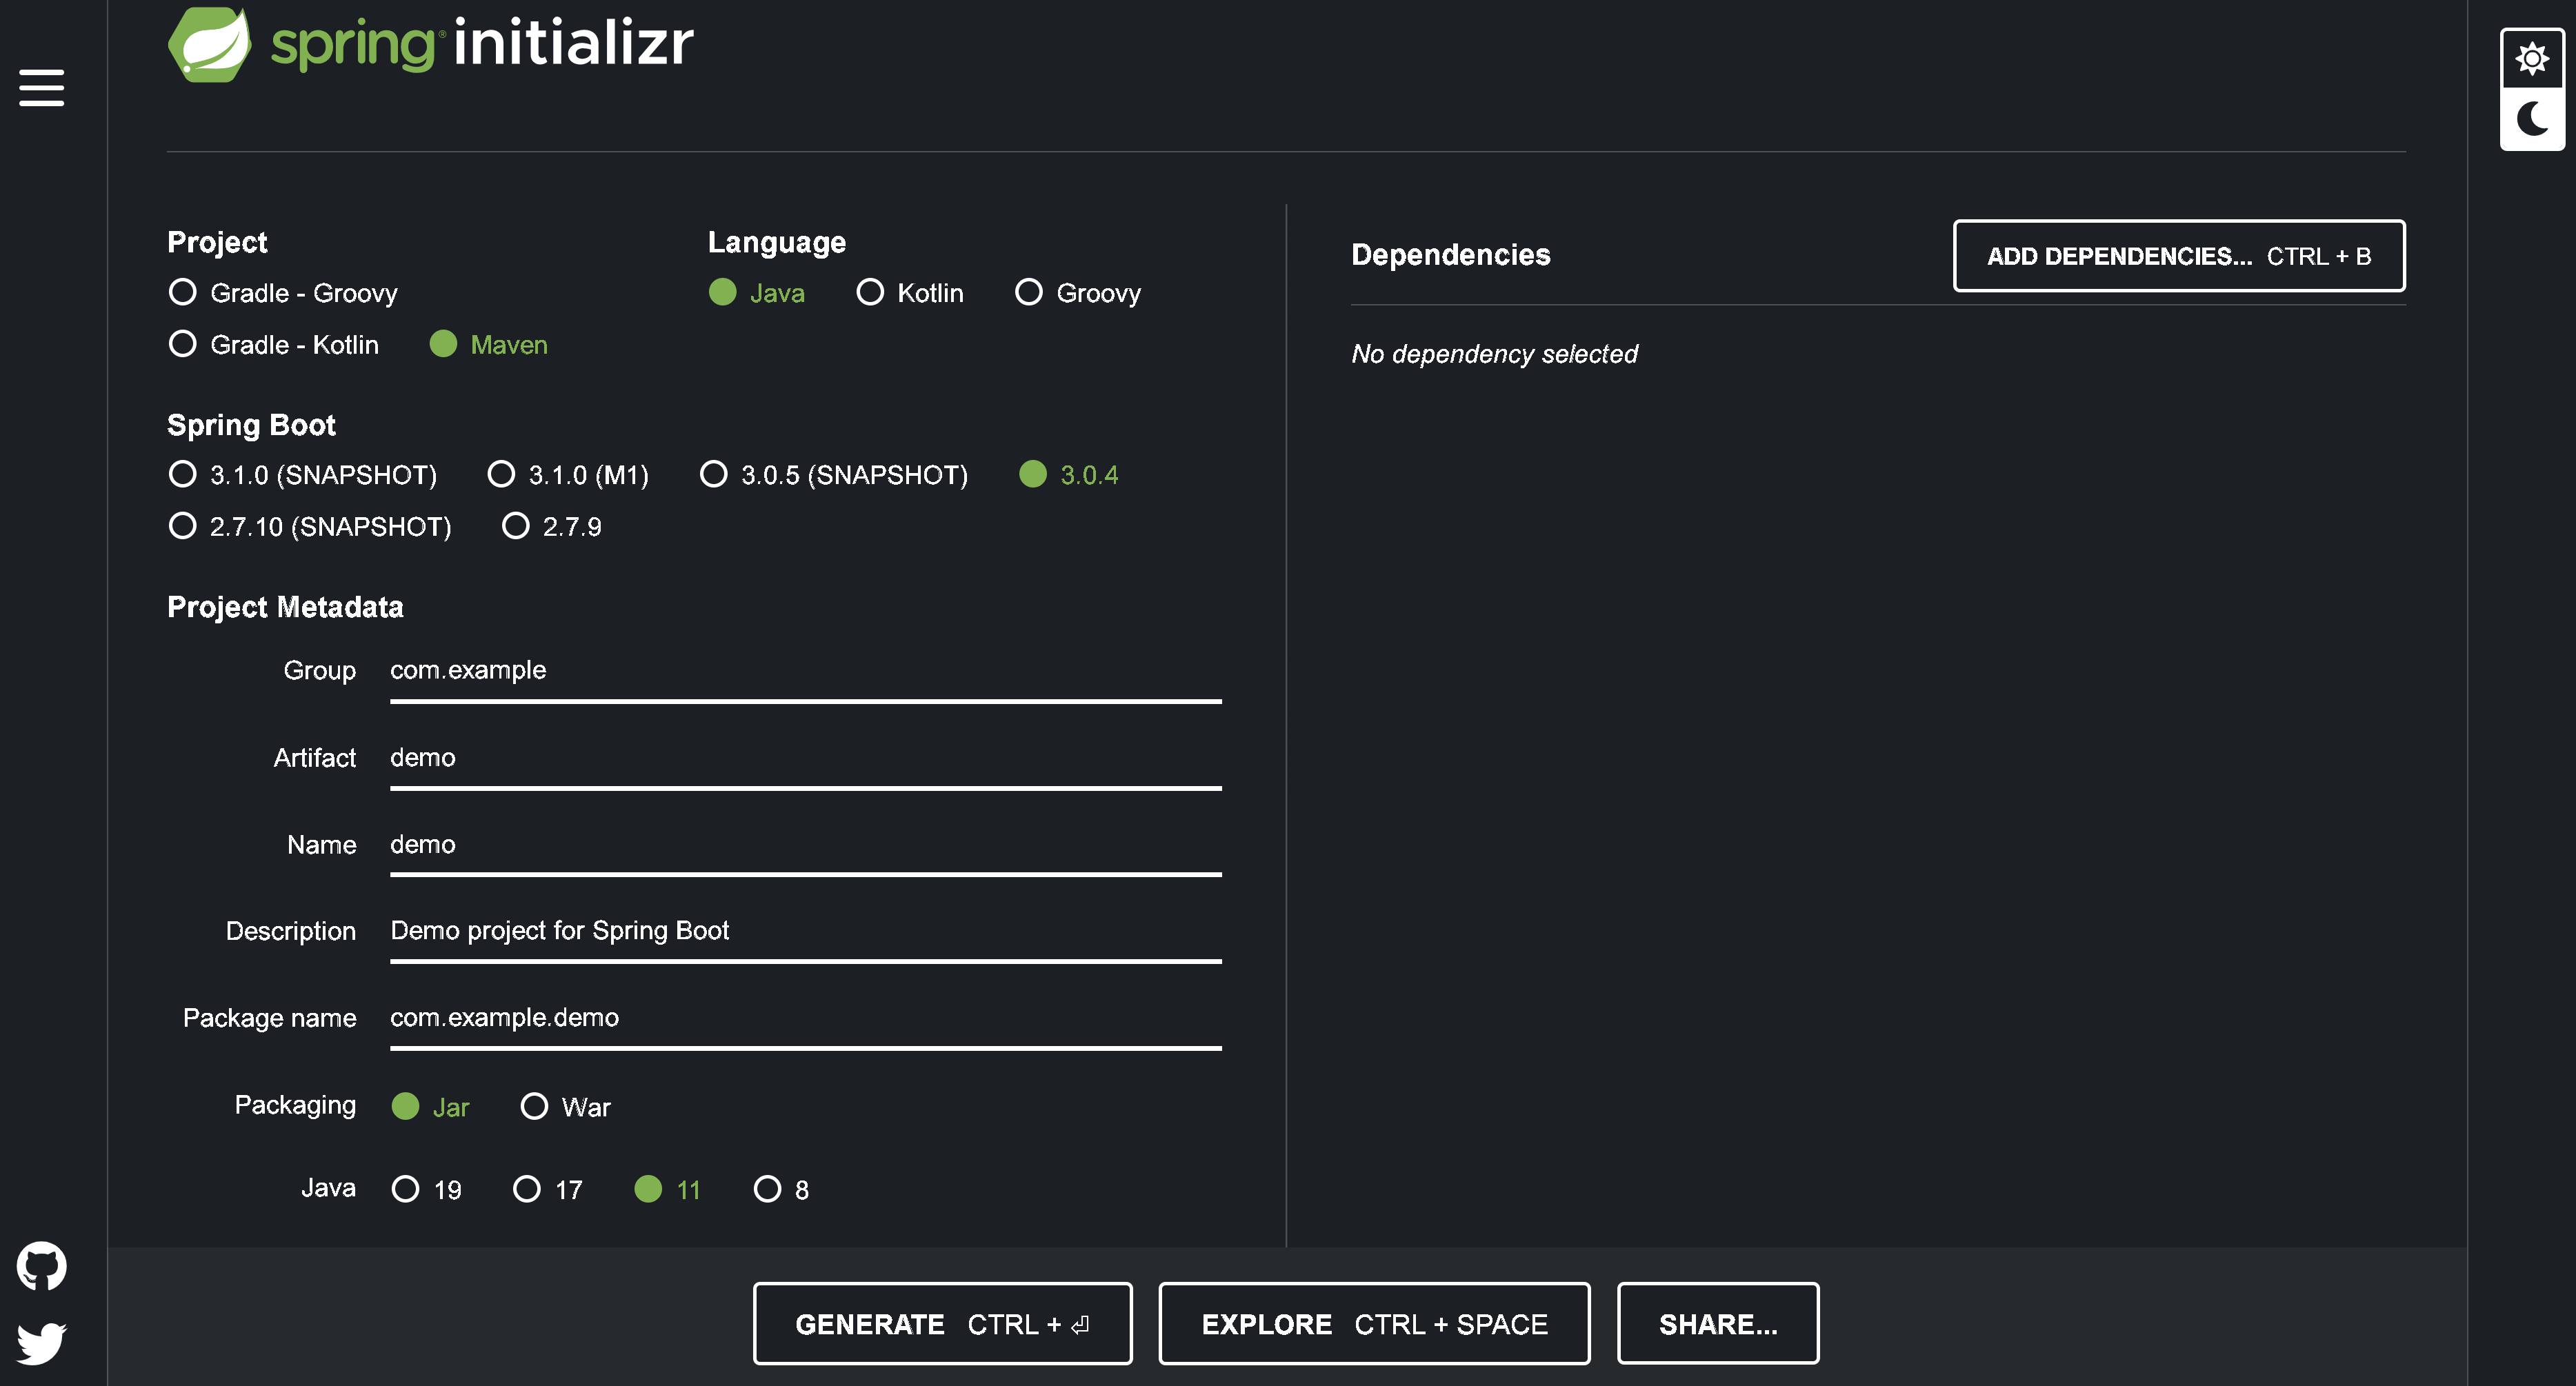 spring® initializr
Project
Gradle - Groovy
Gradle - Kotlin Maven
Language
Java Kotlin Groovy
Spring Boot
3.1.0 (SNAPSHOT) 3.1.0 (M1) 3.0.5 (SNAPSHOT) 3.0.4
2.7.10 (SNAPSHOT) 2.7.9
Project Metadata
Group com.example
Artifact demo
Name demo
Description Demo project for Spring Boot
Package name com.example.demo
Packaging Jar War
Java 19 17 11 8
Dependencies ADD DEPENDENCIES... CTRL + B
No dependency selected
GENERATE CTRL + ⏎ EXPLORE CTRL + SPACE SHARE...